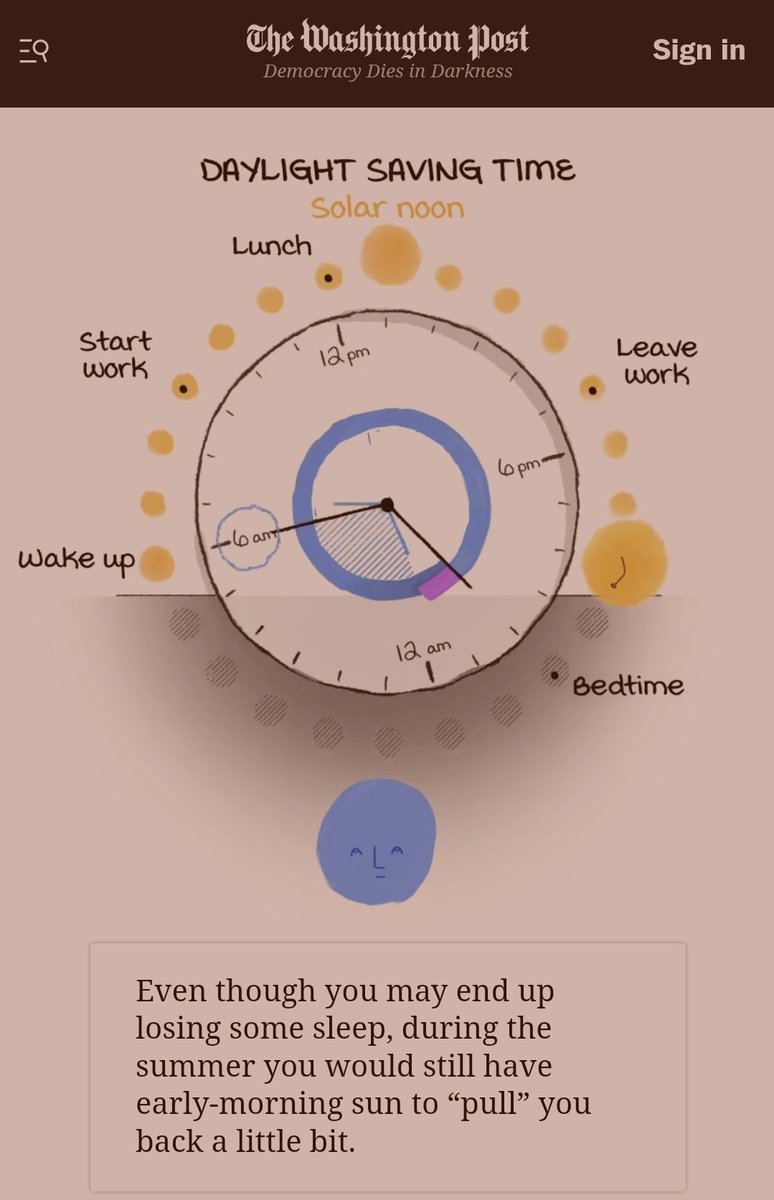 The Washington Post
Democracy Dies in Darkness
Sign in
DAYLIGHT SAVING TIME
Solar noon
Lunch
Start
work
Leave
work
12 pm
6 pm
6 am
Wake up
12 am
Bedtime
Even though you may end up
losing some sleep, during the
summer you would still have
early-morning sun to “pull” you
back a little bit.